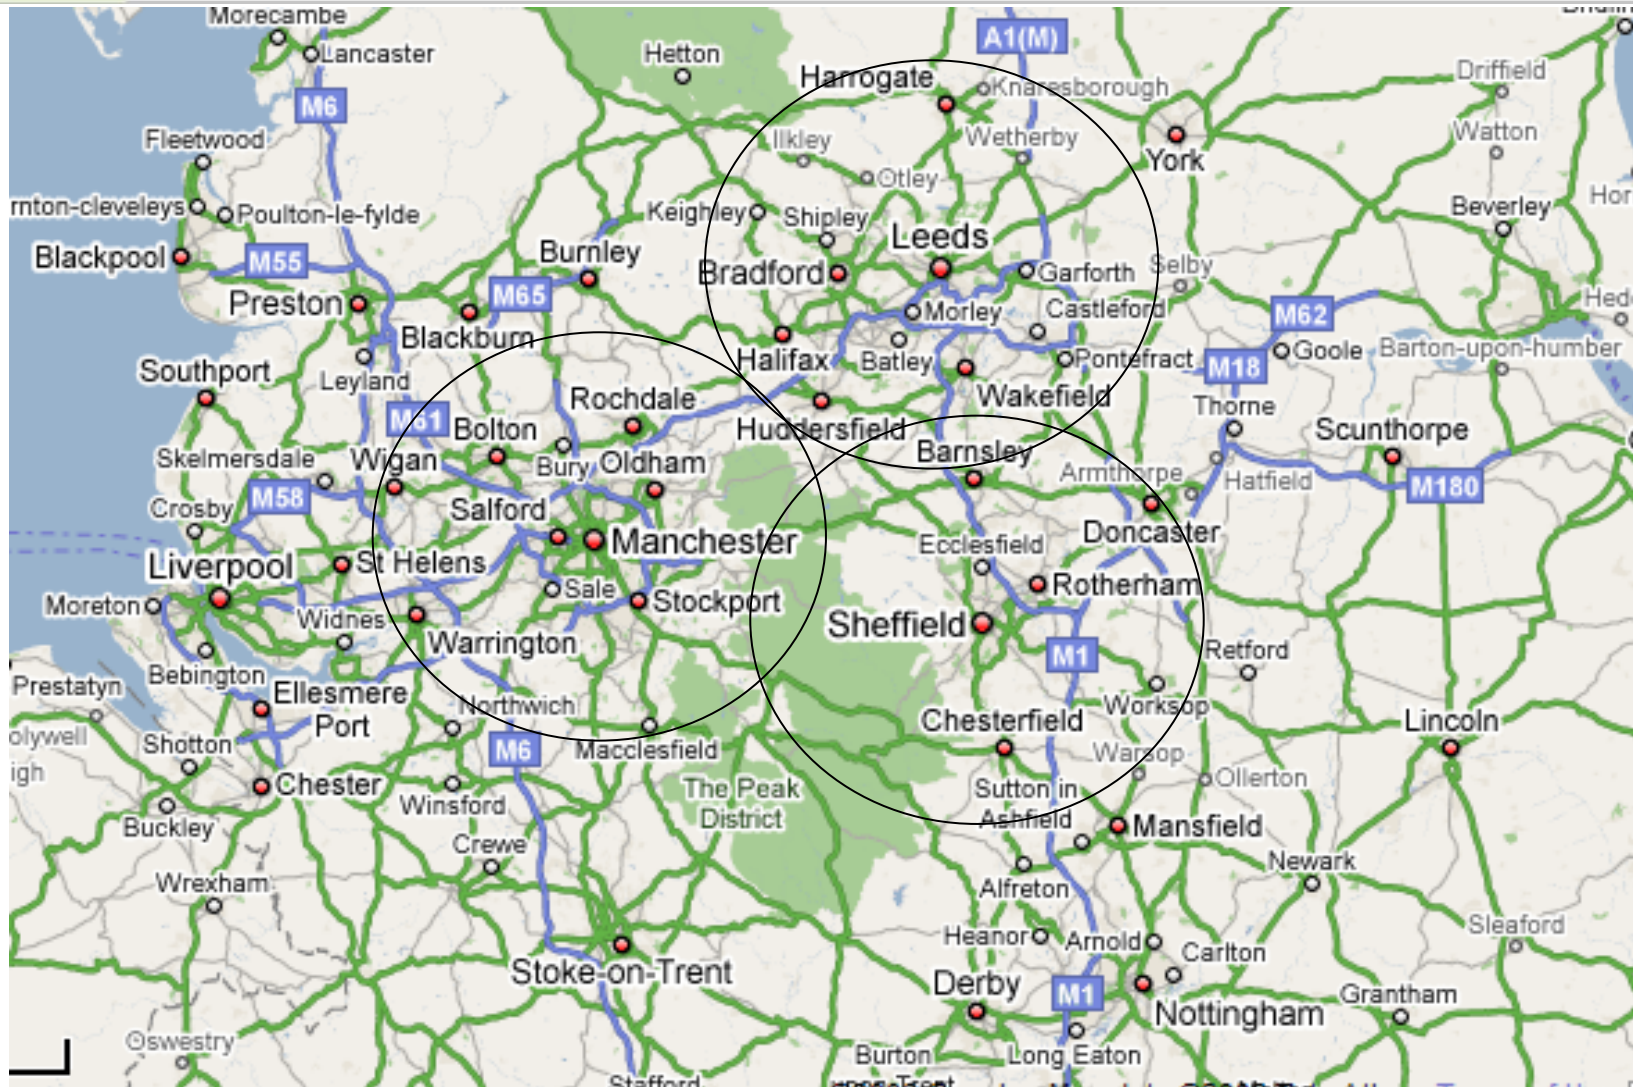 Morecambe
Lancaster
Hetton
A1(M)
Harrogate
Knaresborough
Driffield
M6
Fleetwood
Ilkley
Wetherby
Watton
York
Otley
rnton-cleveleys
Poulton-le-fylde
Keighley
Shipley
Beverley
Hor
Leeds
Blackpool
M55
Burnley
Bradford
Garforth
Selby
Preston
M65
Morley
Castleford
M62
Hed
Blackburn
Halifax
Batley
Pontefract
M18
Goole
Barton-upon-humber
Southport
Leyland
Wakefield
Thorne
M61
Rochdale
Huddersfield
Scunthorpe
Bolton
Barnsley
Skelmersdale
Wigan
Bury
Oldham
Armthorpe
Hatfield
M180
M58
Crosby
Salford
Doncaster
Manchester
Ecclesfield
Liverpool
St Helens
Rotherham
Moreton
Sale
Stockport
Widnes
Sheffield
Warrington
M1
Retford
Bebington
Prestatyn
Ellesmere
Port
Northwich
Worksop
Chesterfield
Lincoln
olywell
Shotton
M6
Macclesfield
Warsop
igh
Chester
Winsford
The Peak
District
Sutton in
Ashfield
Ollerton
Buckley
Mansfield
Crewe
Newark
Wrexham
Alfreton
Heanor
Arnold
Carlton
Sleaford
Stoke-on-Trent
Derby
M1
Nottingham
Grantham
Oswestry
Burton
Long Eaton
Stafford